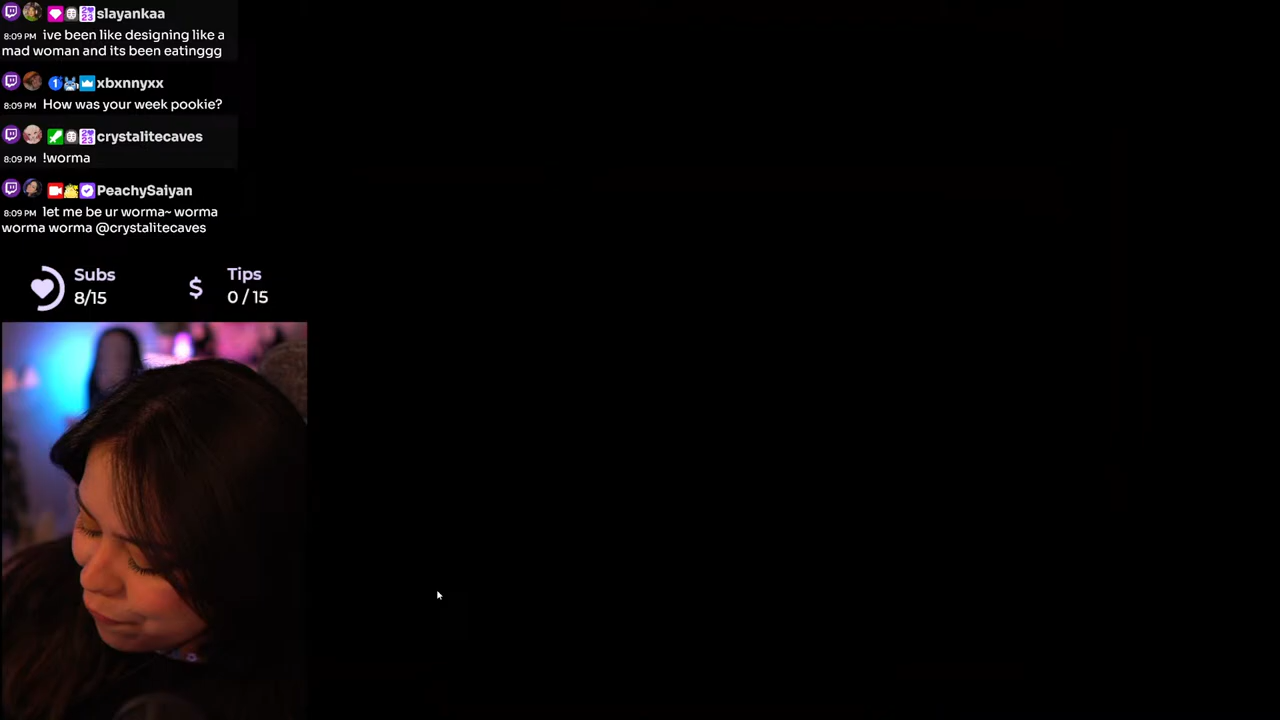 slayankaa
8:09 PM ive been like designing like a
mad woman and its been eatinggg
xbxnnyxx
8:09 PM How was your week pookie?
crystalitecaves
8:09 PM !worma
PeachySaiyan
8:09 PM let me be ur worma~ worma
worma worma @crystalitecaves
Subs
8/15
$
Tips
0 / 15